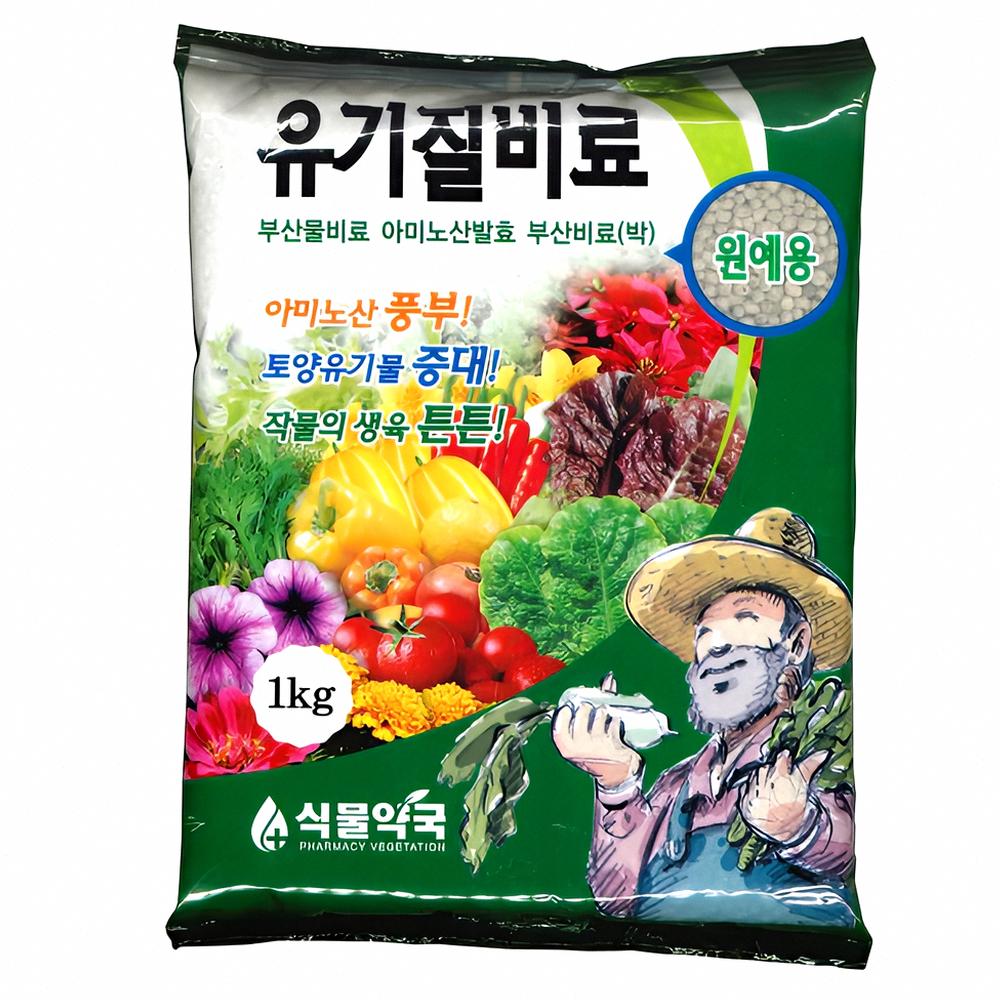 유기질비료
부산물비료 아미노산발효 부산비료(박)
원예용
아미노산 풍부!
토양유기물 증대!
작물의 생육 튼튼!
1kg
식물약국
PHARMACY VEGETATION